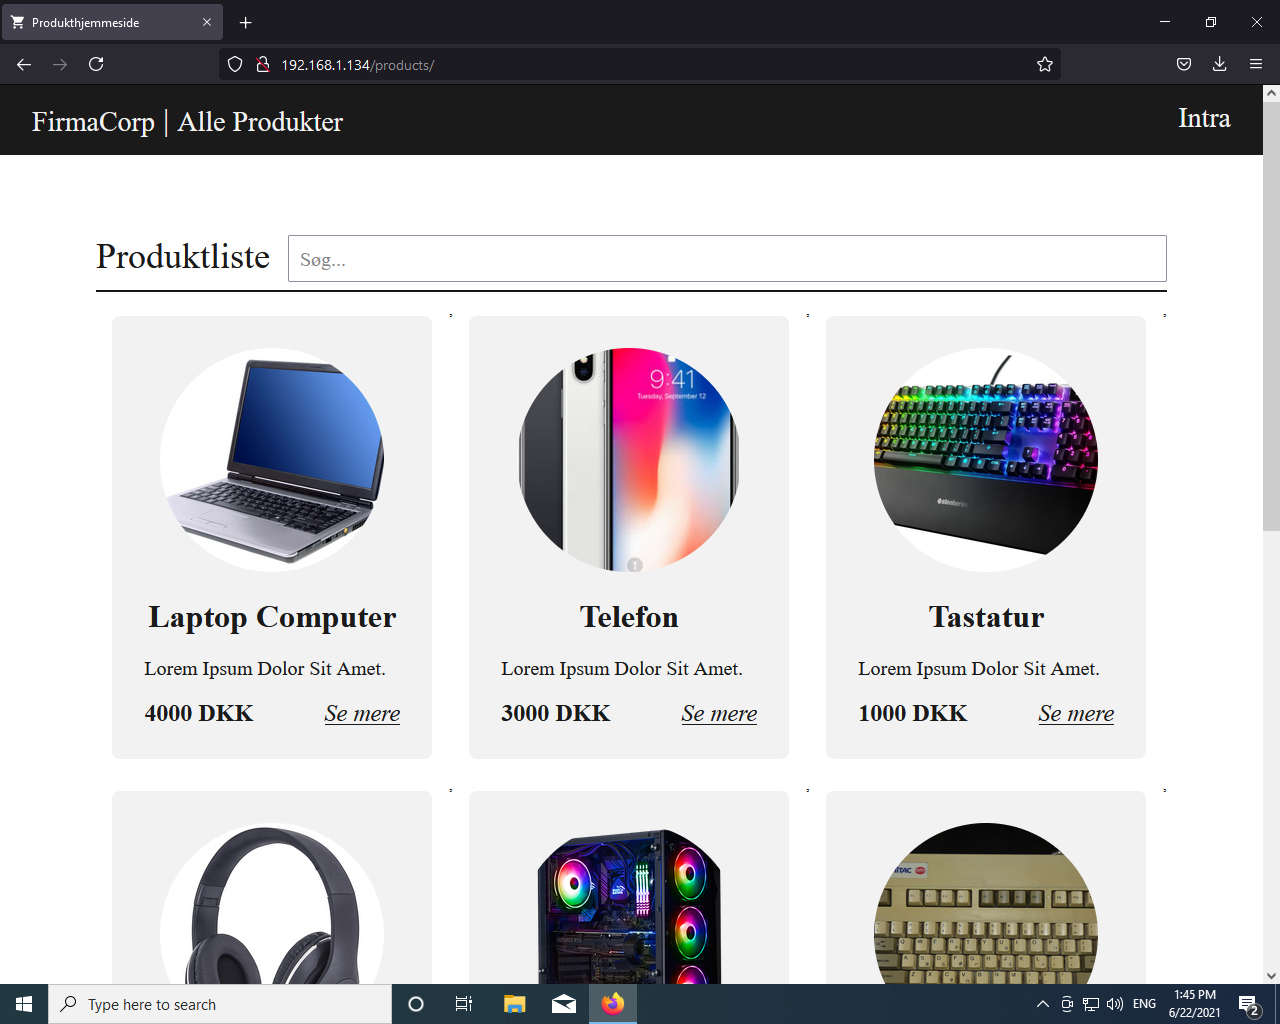 Produkthjemmeside
192.168.1.134/products/
FirmaCorp | Alle Produkter
Intra
Produktliste
Søg...
9:41
Tuesday, September 12
steelseries
Laptop Computer
Telefon
Tastatur
Lorem Ipsum Dolor Sit Amet.
Lorem Ipsum Dolor Sit Amet.
Lorem Ipsum Dolor Sit Amet.
4000 DKK
Se mere
3000 DKK
Se mere
1000 DKK
Se mere
Type here to search
ENG
1:45 PM
6/22/2021
2